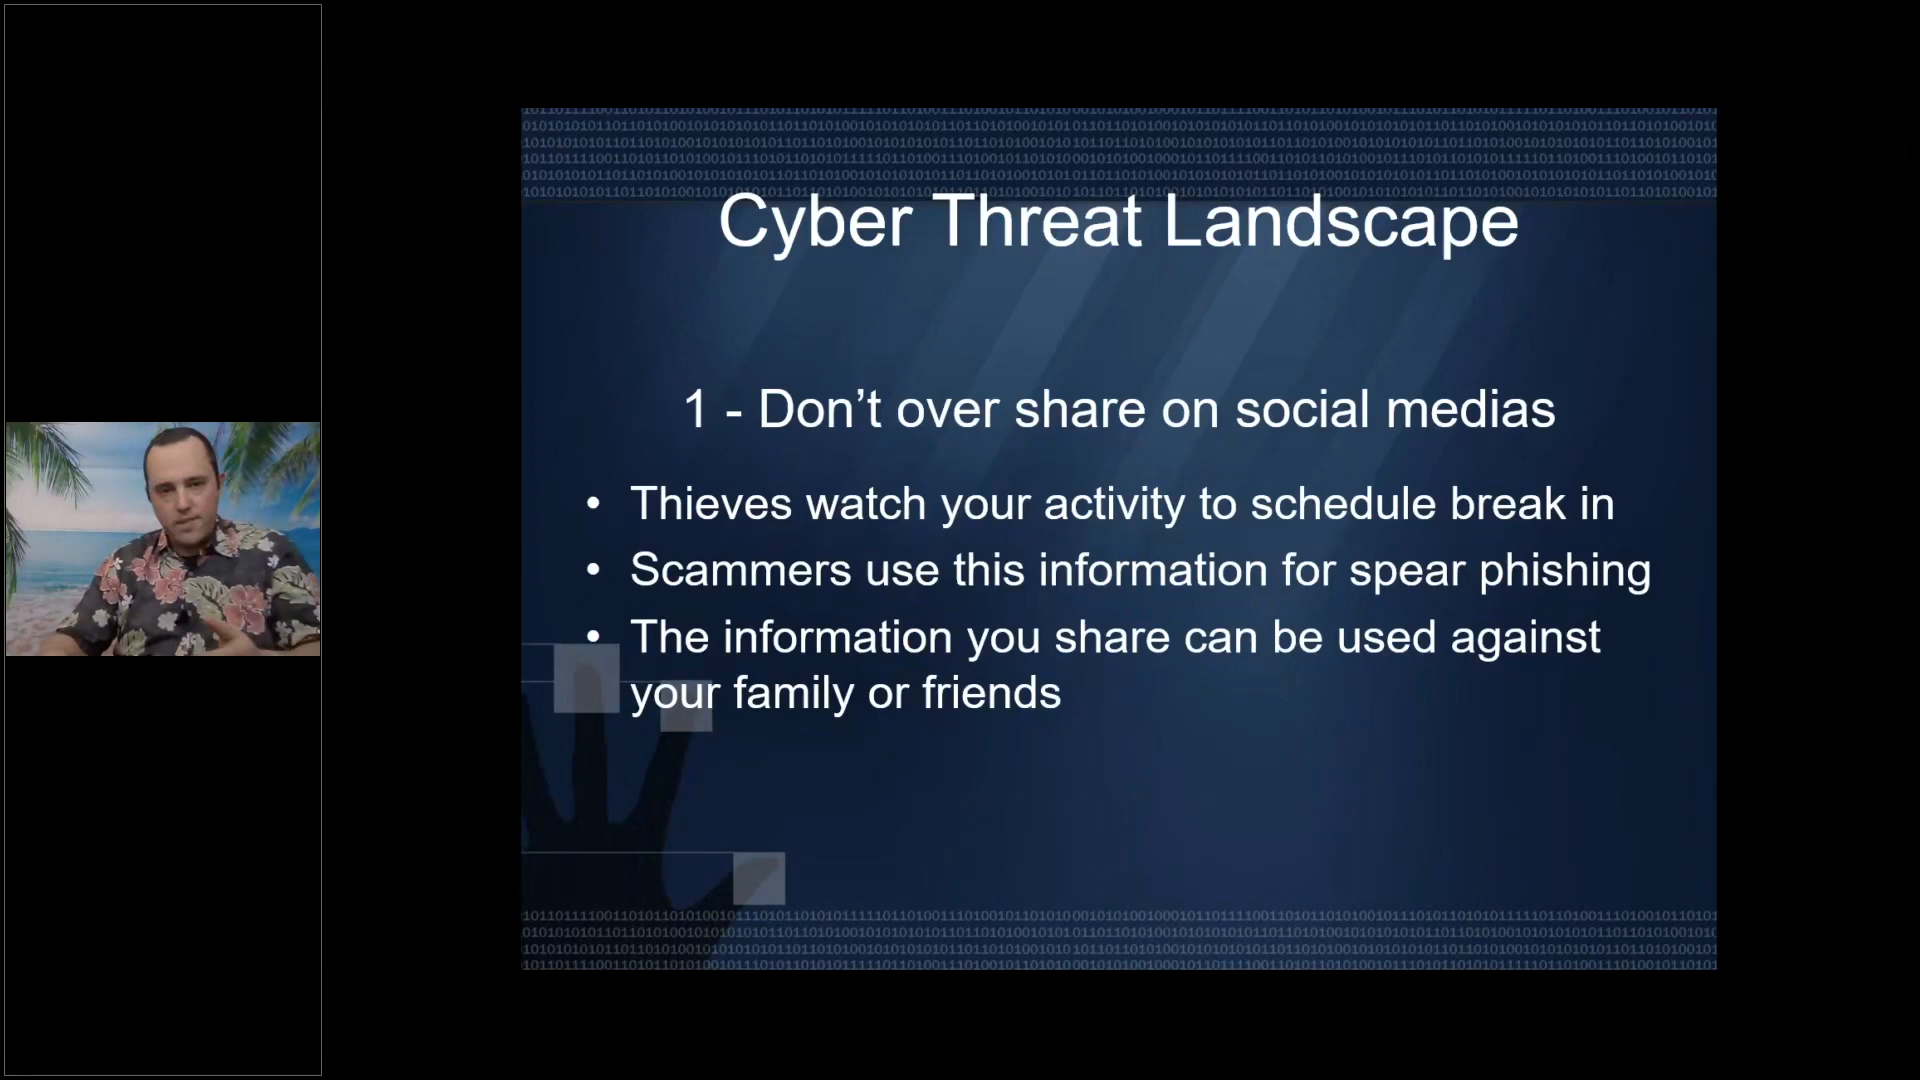 Cyber Threat Landscape
1 - Don’t over share on social medias
• Thieves watch your activity to schedule break in
• Scammers use this information for spear phishing
• The information you share can be used against
your family or friends